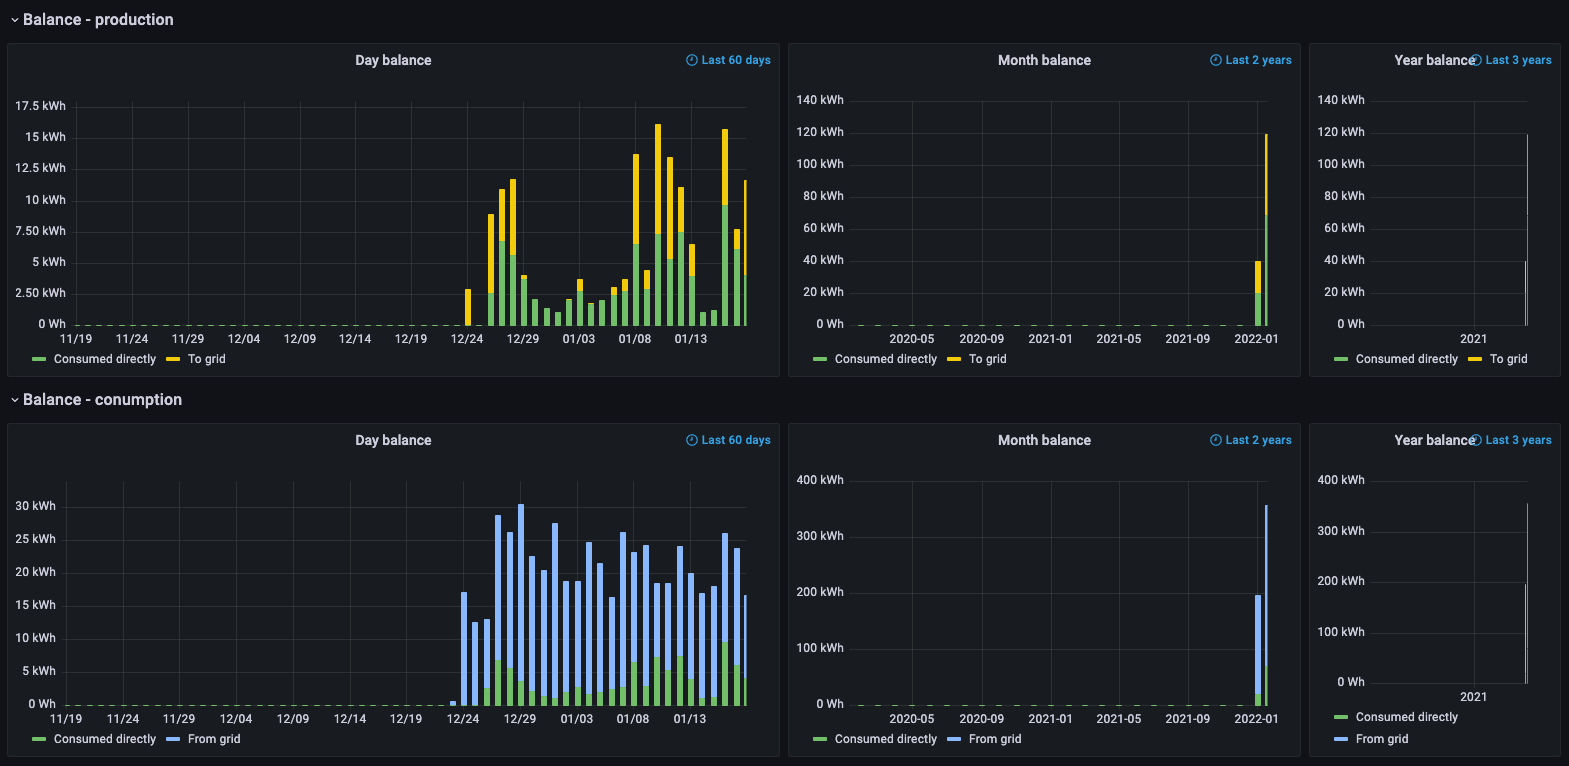 Balance - production
Day balance
Last 60 days
17.5 kWh
15 kWh
12.5 kWh
10 kWh
7.50 kWh
5 kWh
2.50 kWh
0 Wh
11/19 11/24 11/29 12/04 12/09 12/14 12/19 12/24 12/29 01/03 01/08 01/13
Consumed directly To grid
Month balance
Last 2 years
140 kWh
120 kWh
100 kWh
80 kWh
60 kWh
40 kWh
20 kWh
0 Wh
2020-05 2020-09 2021-01 2021-05 2021-09 2022-01
Consumed directly To grid
Year balance
Last 3 years
140 kWh
120 kWh
100 kWh
80 kWh
60 kWh
40 kWh
20 kWh
0 Wh
2021
Consumed directly To grid
Balance - conumption
Day balance
Last 60 days
30 kWh
25 kWh
20 kWh
15 kWh
10 kWh
5 kWh
0 Wh
11/19 11/24 11/29 12/04 12/09 12/14 12/19 12/24 12/29 01/03 01/08 01/13
Consumed directly From grid
Month balance
Last 2 years
400 kWh
300 kWh
200 kWh
100 kWh
0 Wh
2020-05 2020-09 2021-01 2021-05 2021-09 2022-01
Consumed directly From grid
Year balance
Last 3 years
400 kWh
300 kWh
200 kWh
100 kWh
0 Wh
2021
Consumed directly
From grid